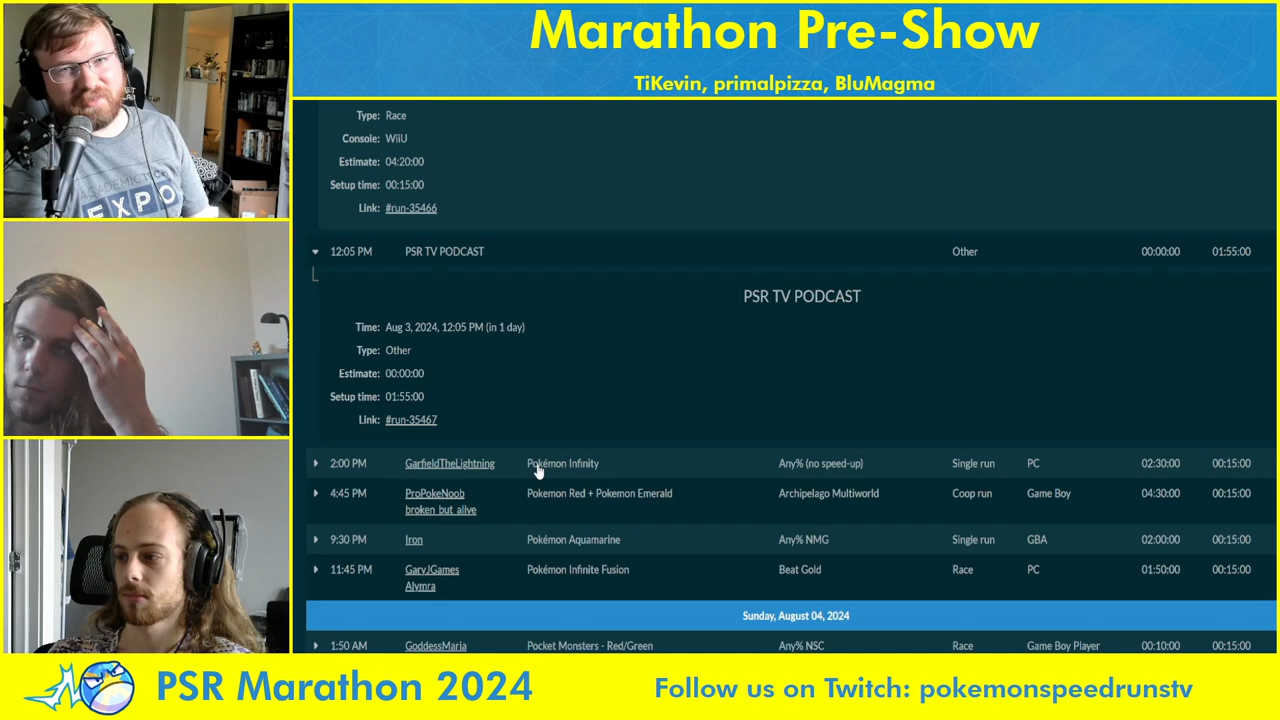 Marathon Pre-Show
TiKevin, primalpizza, BluMagma
EXPO
Type: Race
Console: WiiU
Estimate: 04:20:00
Setup time: 00:15:00
Link: #run-35466
12:05 PM PSR TV PODCAST Other 00:00:00 01:55:00
PSR TV PODCAST
Time: Aug 3, 2024, 12:05 PM (in 1 day)
Type: Other
Estimate: 00:00:00
Setup time: 01:55:00
Link: #run-35467
2:00 PM GarfieldTheLightning Pokémon Infinity Any% (no speed-up) Single run PC 02:30:00 00:15:00
4:45 PM ProPokeNoob Pokemon Red + Pokemon Emerald Archipelago Multiworld Coop run Game Boy 04:30:00 00:15:00
broken_but_alive
9:30 PM Iron Pokémon Aquamarine Any% NMG Single run GBA 02:00:00 00:15:00
11:45 PM GaryJGames Pokémon Infinite Fusion Beat Gold Race PC 01:50:00 00:15:00
Alymra
Sunday, August 04, 2024
1:50 AM GoddessMaria Pocket Monsters - Red/Green Any% NSC Race Game Boy Player 00:10:00 00:15:00
PSR Marathon 2024
Follow us on Twitch: pokemonspeedrunstv